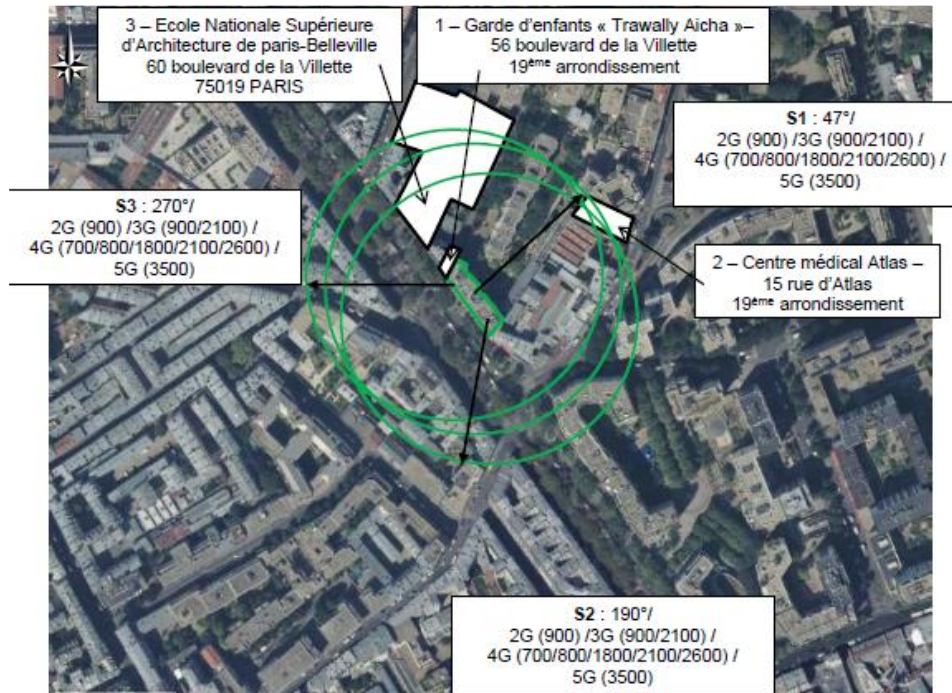 3 – Ecole Nationale Supérieure
d'Architecture de paris-Belleville
60 boulevard de la Villette
75019 PARIS
1 – Garde d'enfants « Trawally Aicha »–
56 boulevard de la Villette
19ème arrondissement
S1 : 47°/
2G (900) /3G (900/2100) /
4G (700/800/1800/2100/2600) /
5G (3500)
S3 : 270°/
2G (900) /3G (900/2100) /
4G (700/800/1800/2100/2600) /
5G (3500)
2 – Centre médical Atlas –
15 rue d'Atlas
19ème arrondissement
S2 : 190°/
2G (900) /3G (900/2100) /
4G (700/800/1800/2100/2600) /
5G (3500)